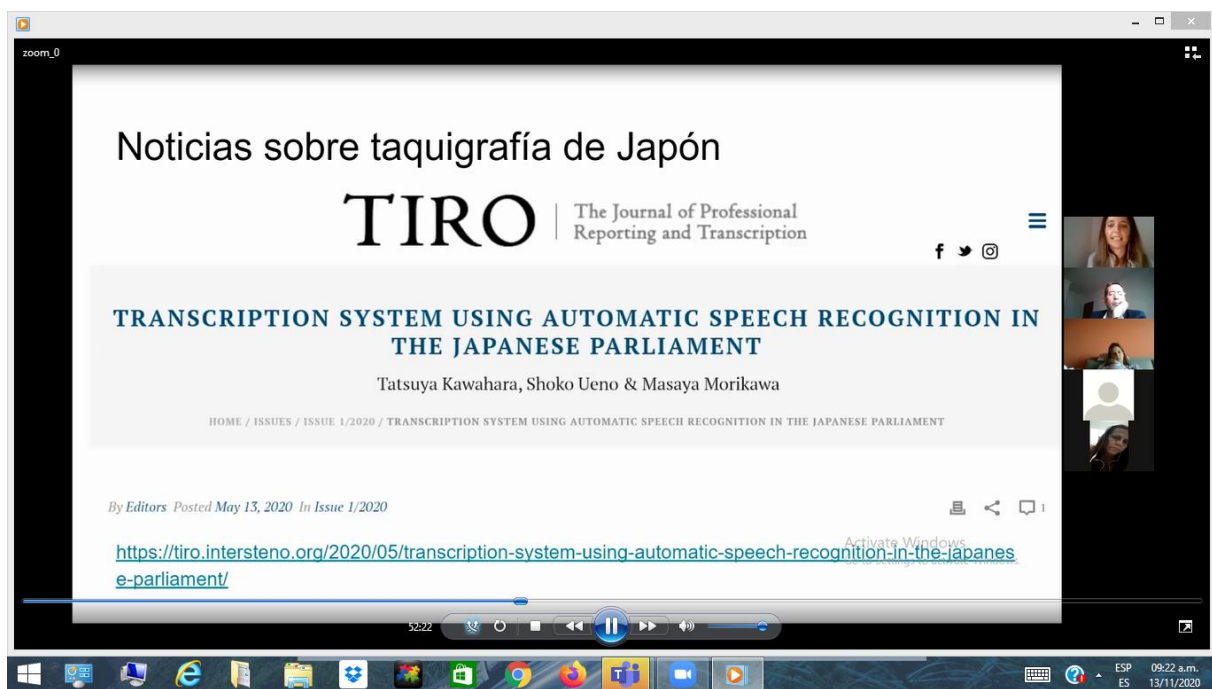 zoom_0
Noticias sobre taquigrafía de Japón
TIRO
The Journal of Professional
Reporting and Transcription
TRANSCRIPTION SYSTEM USING AUTOMATIC SPEECH RECOGNITION IN
THE JAPANESE PARLIAMENT
Tatsuya Kawahara, Shoko Ueno & Masaya Morikawa
HOME / ISSUES / ISSUE 1/2020 / TRANSCRIPTION SYSTEM USING AUTOMATIC SPEECH RECOGNITION IN THE JAPANESE PARLIAMENT
By Editors Posted May 13, 2020 In Issue 1/2020
1
Activate Windows
https://tiro.intersteno.org/2020/05/transcription-system-using-automatic-speech-recognition-in-the-japanes
e-parliament/
52:22
ESP
ES
09:22 a.m.
13/11/2020